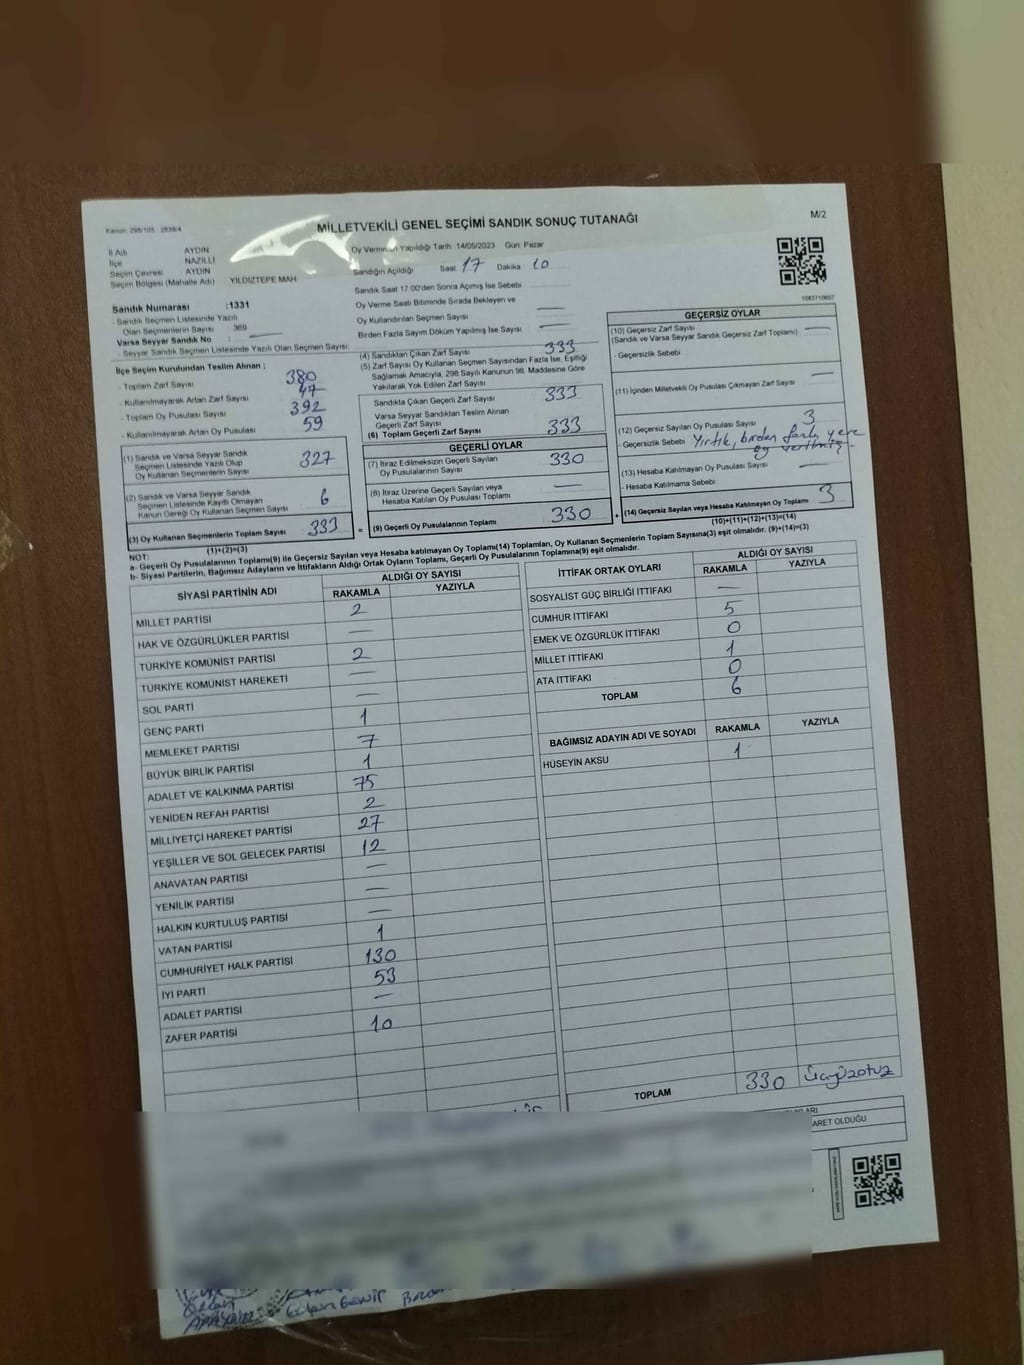 Kanun: 298/105 2839/4
MİLLETVEKİLİ GENEL SEÇİMİ SANDIK SONUÇ TUTANAĞI
M/2
İl Adı AYDIN
İlçe NAZİLLİ
Seçim Çevresi AYDIN
Seçim Bölgesi (Mahalle Adı) YILDIZTEPE MAH.
Oy Vermenin Yapıldığı Tarih :14/05/2023 Gün: Pazar
Sandığın Açıldığı Saat: 17 Dakika: 10
Sandık Saat 17:00'den Sonra Açımış İse Sebebi
Oy Verme Saati Bitiminde Sırada Bekleyen ve
Oy Kullandırılan Seçmen Sayısı —
Birden Fazla Sayım Döküm Yapılmış İse Sayısı —
1083710607
Sandık Numarası :1331
- Sandık Seçmen Listesinde Yazılı
Olan Seçmenlerin Sayısı 369
Varsa Seyyar Sandık No : —
- Seyyar Sandık Seçmen Listesinde Yazılı Olan Seçmen Sayısı:
İlçe Seçim Kurulundan Teslim Alınan ;
- Toplam Zarf Sayısı 380
- Kullanılmayarak Artan Zarf Sayısı 47
- Toplam Oy Pusulası Sayısı 392
- Kullanılmayarak Artan Oy Pusulası 59
(1) Sandık ve Varsa Seyyar Sandık
Seçmen Listesinde Yazılı Olup
Oy Kullanan Seçmenlerin Sayısı 327
(2) Sandık ve Varsa Seyyar Sandık
Seçmen Listelerinde Kayıtlı Olmayan
Kanun Gereği Oy Kullanan Seçmen Sayısı 6
(3) Oy Kullanan Seçmenlerin Toplam Sayısı 333
(1)+(2)=(3)
(4) Sandıktan Çıkan Zarf Sayısı 333
(5) Zarf Sayısı Oy Kullanan Seçmen Sayısından Fazla İse, Eşitliği
Sağlamak Amacıyla, 298 Sayılı Kanunun 98. Maddesine Göre
Yakılarak Yok Edilen Zarf Sayısı
Sandıkta Çıkan Geçerli Zarf Sayısı 333
Varsa Seyyar Sandıktan Teslim Alınan
Geçerli Zarf Sayısı
(6) Toplam Geçerli Zarf Sayısı 333
GEÇERLİ OYLAR
(7) İtiraz Edilmeksizin Geçerli Sayılan
Oy Pusulalarının Sayısı 330
(8) İtiraz Üzerine Geçerli Sayılan veya
Hesaba Katılan Oy Pusulası Toplamı —
= (9) Geçerli Oy Pusulalarının Toplamı 330
GEÇERSİZ OYLAR
(10) Geçersiz Zarf Sayısı —
(Sandık ve Varsa Seyyar Sandık Geçersiz Zarf Toplamı)
- Geçersizlik Sebebi
(11) İçinden Milletvekili Oy Pusulası Çıkmayan Zarf Sayısı —
(12) Geçersiz Sayılan Oy Pusulası Sayısı 3
- Geçersizlik Sebebi Yırtık, birden fazla yere
oy verilmiş
(13) Hesaba Katılmayan Oy Pusulası Sayısı —
- Hesaba Katılmama Sebebi
+ (14) Geçersiz Sayılan veya Hesaba Katılmayan Oy Toplamı 3
(10)+(11)+(12)+(13)=(14)
NOT:
a- Geçerli Oy Pusulalarının Toplamı(9) ile Geçersiz Sayılan veya Hesaba katılmayan Oy Toplamı(14) Toplamları, Oy Kullanan Seçmenlerin Toplam Sayısına(3) eşit olmalıdır. (9)+(14)=(3)
b- Siyasi Partilerin, Bağımsız Adayların ve İttifakların Aldığı Ortak Oyların Toplamı, Geçerli Oy Pusulalarının Toplamına(9) eşit olmalıdır.
SİYASİ PARTİNİN ADI ALDIĞI OY SAYISI
RAKAMLA YAZIYLA
MİLLET PARTİSİ 2
HAK VE ÖZGÜRLÜKLER PARTİSİ —
TÜRKİYE KOMÜNİST PARTİSİ 2
TÜRKİYE KOMÜNİST HAREKETİ —
SOL PARTİ —
GENÇ PARTİ 1
MEMLEKET PARTİSİ 7
BÜYÜK BİRLİK PARTİSİ 1
ADALET VE KALKINMA PARTİSİ 75
YENİDEN REFAH PARTİSİ 2
MİLLİYETÇİ HAREKET PARTİSİ 27
YEŞİLLER VE SOL GELECEK PARTİSİ 12
ANAVATAN PARTİSİ —
YENİLİK PARTİSİ —
HALKIN KURTULUŞ PARTİSİ —
VATAN PARTİSİ 1
CUMHURİYET HALK PARTİSİ 130
İYİ PARTİ 53
ADALET PARTİSİ —
ZAFER PARTİSİ 10
İTTİFAK ORTAK OYLARI ALDIĞI OY SAYISI
RAKAMLA YAZIYLA
SOSYALİST GÜÇ BİRLİĞİ İTTİFAKI —
CUMHUR İTTİFAKI 5
EMEK VE ÖZGÜRLÜK İTTİFAKI 0
MİLLET İTTİFAKI 1
ATA İTTİFAKI 0
TOPLAM 6
BAĞIMSIZ ADAYIN ADI VE SOYADI RAKAMLA YAZIYLA
HÜSEYİN AKSU 1
TOPLAM 330 Üçyüzotuz
ARET OLDUĞU